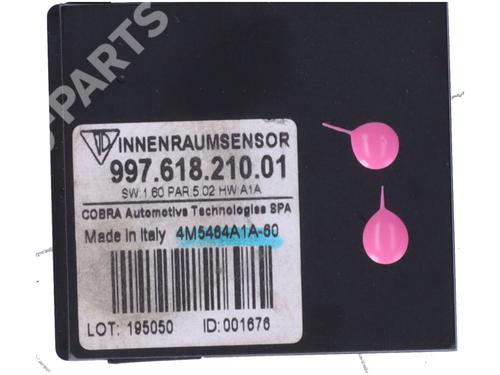 B-PARTS
INNENRAUMSENSOR
997.618.210.01
SW:1.60 PAR:5.02 HW:A1A
COBRA Automotive Technologies SPA
Made in Italy 4M5464A1A-60
LOT: 195050 ID:001676